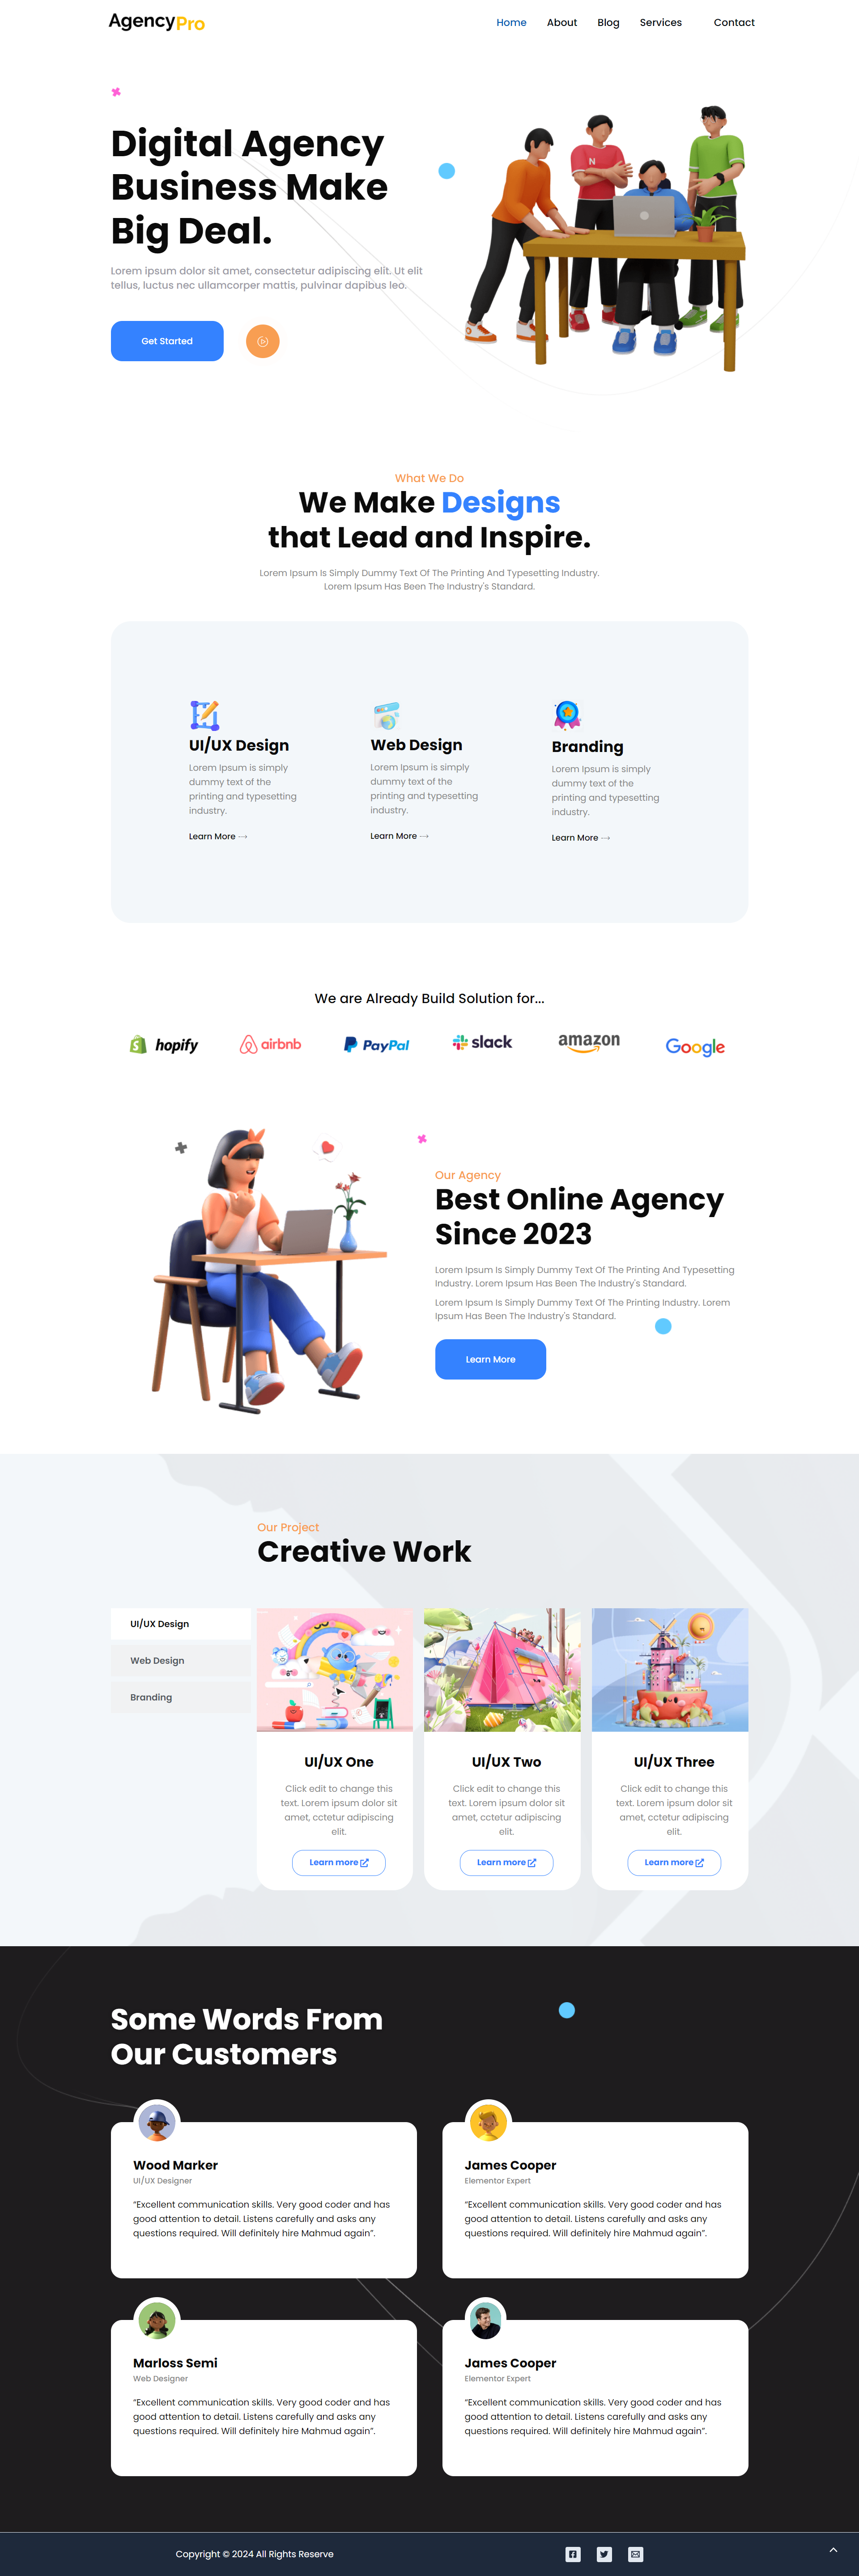 AgencyPro
Home About Blog Services Contact
Digital Agency
Business Make
Big Deal.
Lorem ipsum dolor sit amet, consectetur adipiscing elit. Ut elit
tellus, luctus nec ullamcorper mattis, pulvinar dapibus leo.
Get Started
N
What We Do
We Make Designs
that Lead and Inspire.
Lorem Ipsum Is Simply Dummy Text Of The Printing And Typesetting Industry.
Lorem Ipsum Has Been The Industry's Standard.
UI/UX Design
Lorem Ipsum is simply
dummy text of the
printing and typesetting
industry.
Learn More
Web Design
Lorem Ipsum is simply
dummy text of the
printing and typesetting
industry.
Learn More
Branding
Lorem Ipsum is simply
dummy text of the
printing and typesetting
industry.
Learn More
We are Already Build Solution for...
hopify airbnb PayPal slack amazon Google
Our Agency
Best Online Agency
Since 2023
Lorem Ipsum Is Simply Dummy Text Of The Printing And Typesetting
Industry. Lorem Ipsum Has Been The Industry's Standard.
Lorem Ipsum Is Simply Dummy Text Of The Printing Industry. Lorem
Ipsum Has Been The Industry's Standard.
Learn More
Our Project
Creative Work
UI/UX Design
Web Design
Branding
UI/UX One
Click edit to change this
text. Lorem ipsum dolor sit
amet, cctetur adipiscing
elit.
Learn more
UI/UX Two
Click edit to change this
text. Lorem ipsum dolor sit
amet, cctetur adipiscing
elit.
Learn more
UI/UX Three
Click edit to change this
text. Lorem ipsum dolor sit
amet, cctetur adipiscing
elit.
Learn more
Some Words From
Our Customers
Wood Marker
UI/UX Designer
“Excellent communication skills. Very good coder and has
good attention to detail. Listens carefully and asks any
questions required. Will definitely hire Mahmud again”.
James Cooper
Elementor Expert
“Excellent communication skills. Very good coder and has
good attention to detail. Listens carefully and asks any
questions required. Will definitely hire Mahmud again”.
Marloss Semi
Web Designer
“Excellent communication skills. Very good coder and has
good attention to detail. Listens carefully and asks any
questions required. Will definitely hire Mahmud again”.
James Cooper
Elementor Expert
“Excellent communication skills. Very good coder and has
good attention to detail. Listens carefully and asks any
questions required. Will definitely hire Mahmud again”.
Copyright © 2024 All Rights Reserve